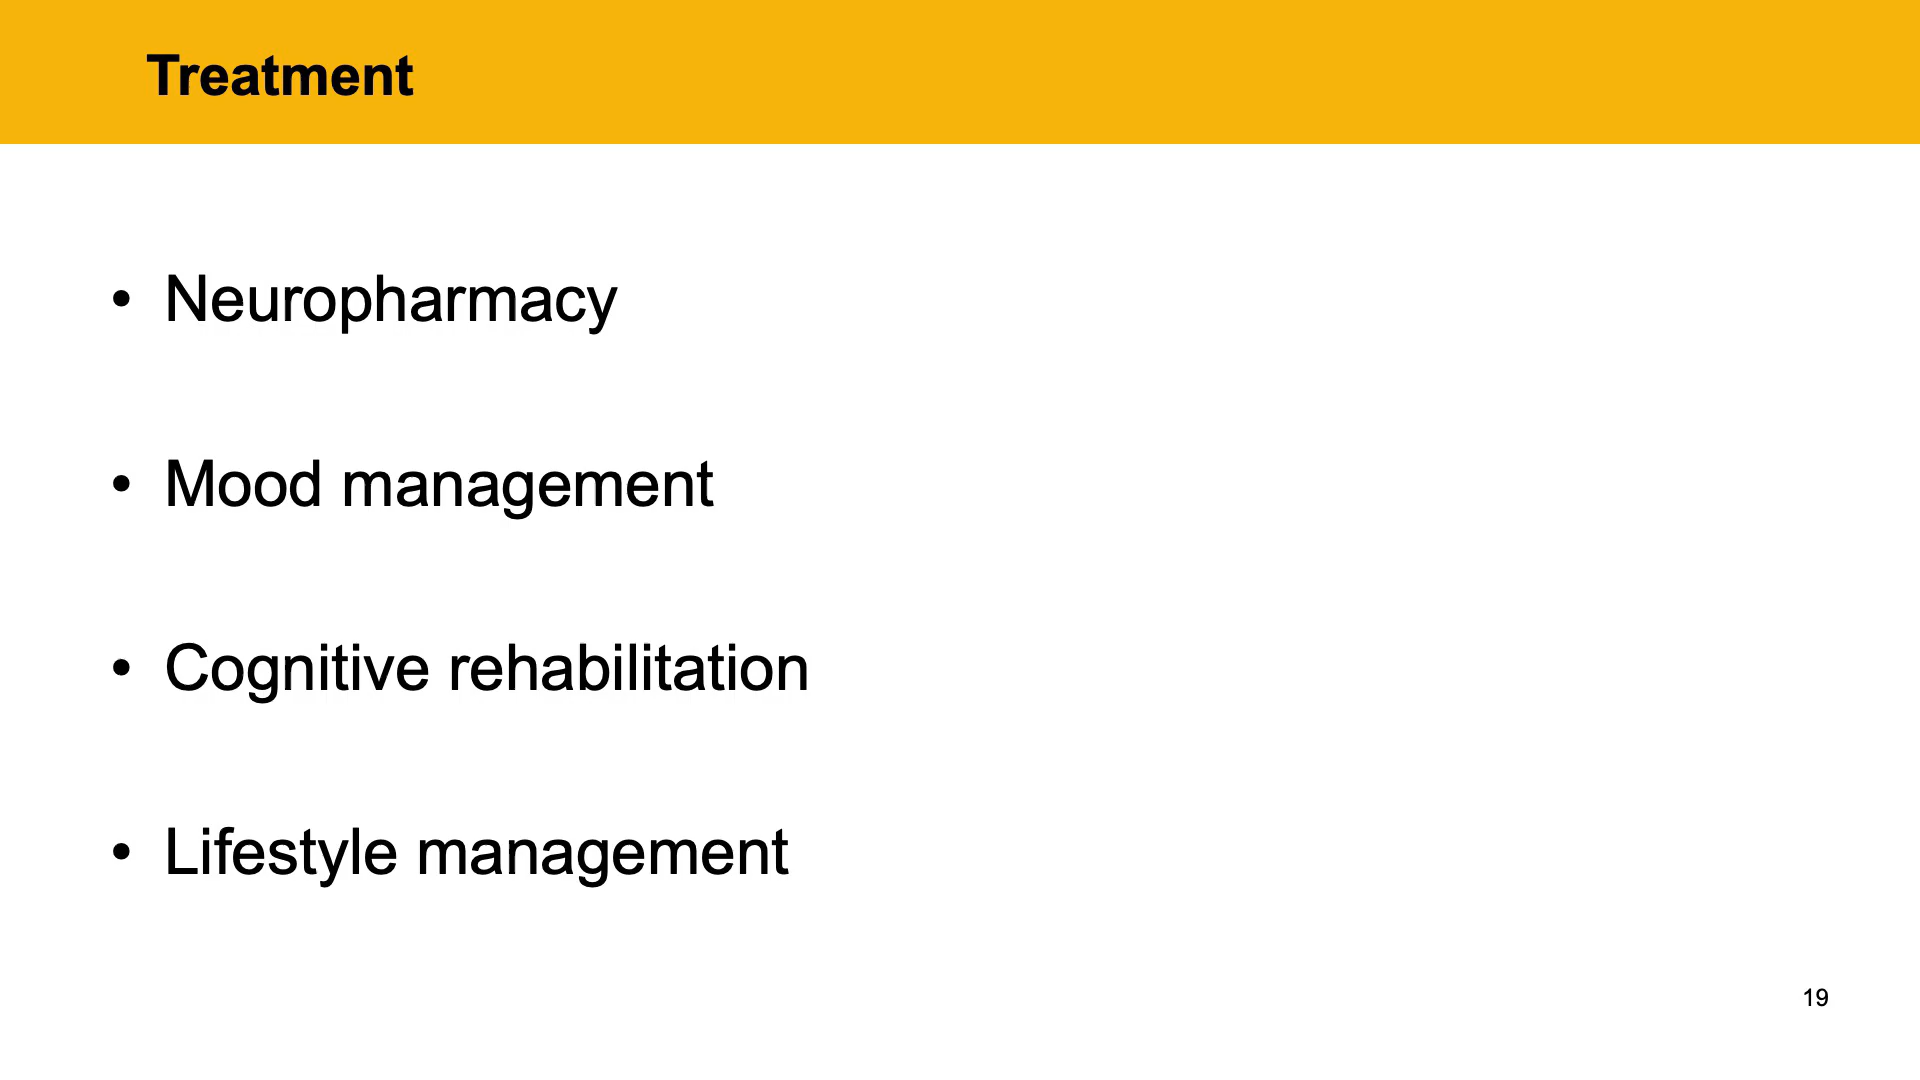 Treatment
• Neuropharmacy
• Mood management
• Cognitive rehabilitation
• Lifestyle management
19